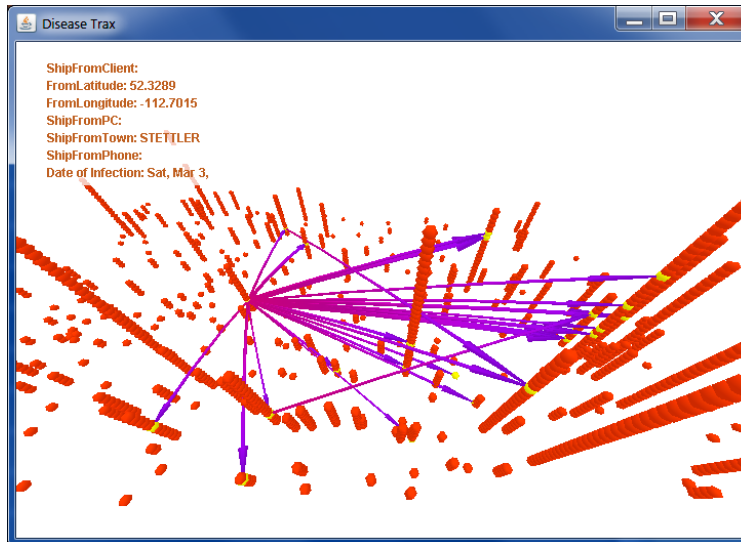 Disease Trax
ShipFromClient:
FromLatitude: 52.3289
FromLongitude: -112.7015
ShipFromPC:
ShipFromTown: STETTLER
ShipFromPhone:
Date of Infection: Sat, Mar 3,